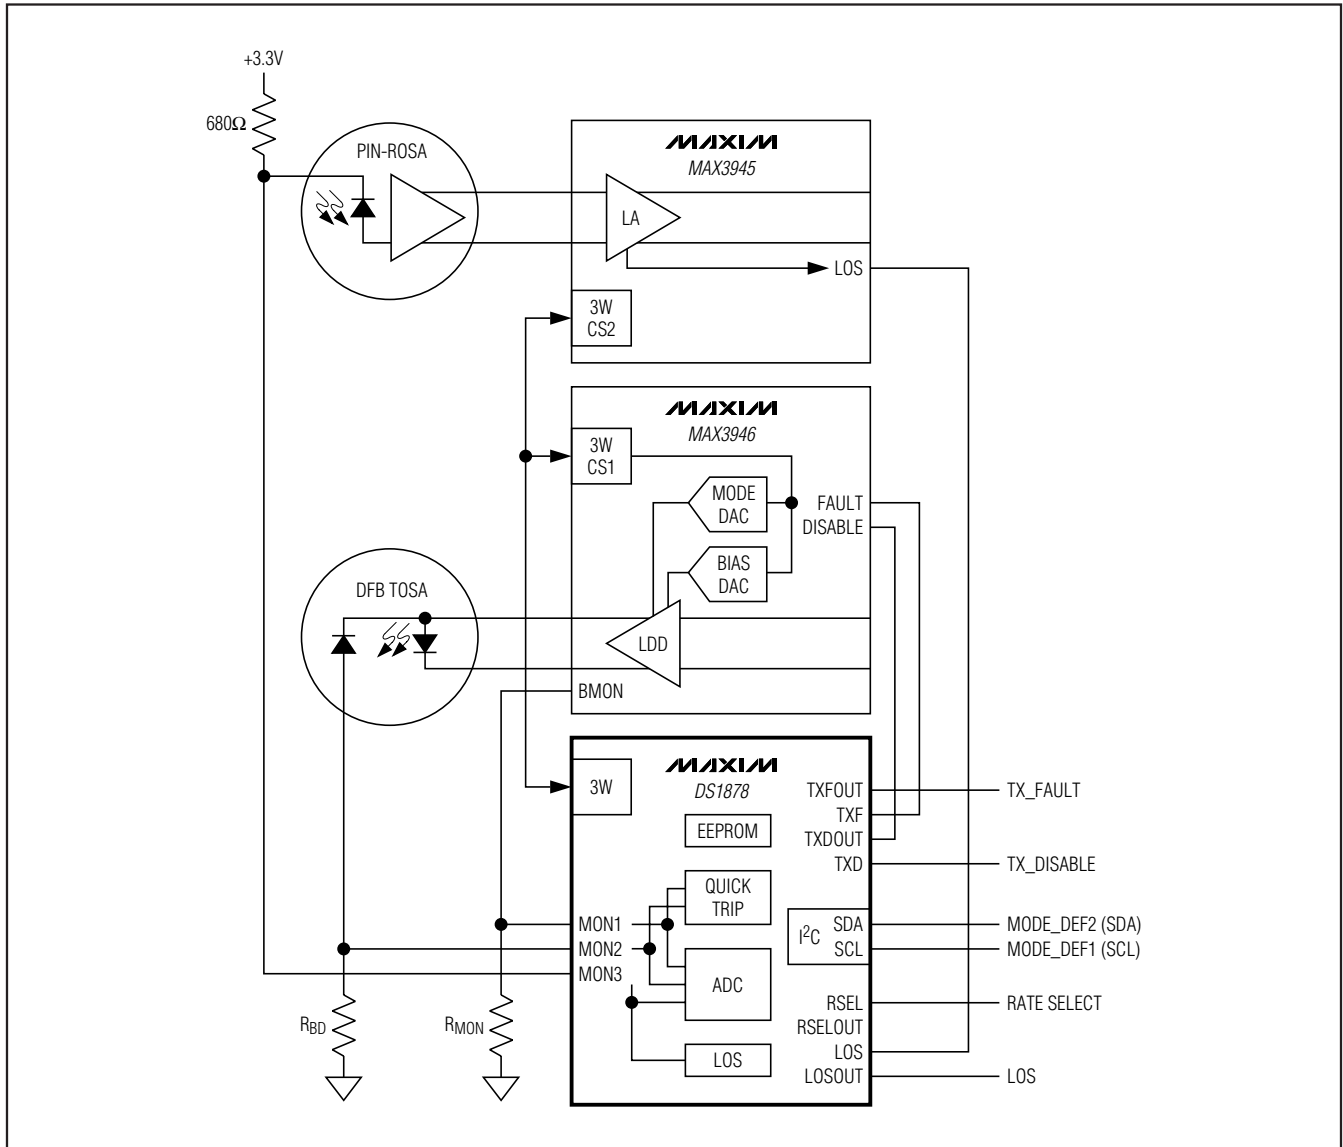 +3.3V
680Ω
PIN-ROSA
MAXIM
MAX3945
LA
LOS
3W
CS2
MAXIM
MAX3946
3W
CS1
MODE
DAC
FAULT
DISABLE
BIAS
DAC
DFB TOSA
LDD
BMON
MAXIM
DS1878
3W
TXFOUT
TX_FAULT
TXF
EEPROM
TXDOUT
TXD
TX_DISABLE
QUICK
TRIP
MON1
MON2
MON3
I²C
SDA
MODE_DEF2 (SDA)
SCL
MODE_DEF1 (SCL)
ADC
RSEL
RATE SELECT
RBD
RMON
RSELOUT
LOS
LOS
LOSOUT
LOS